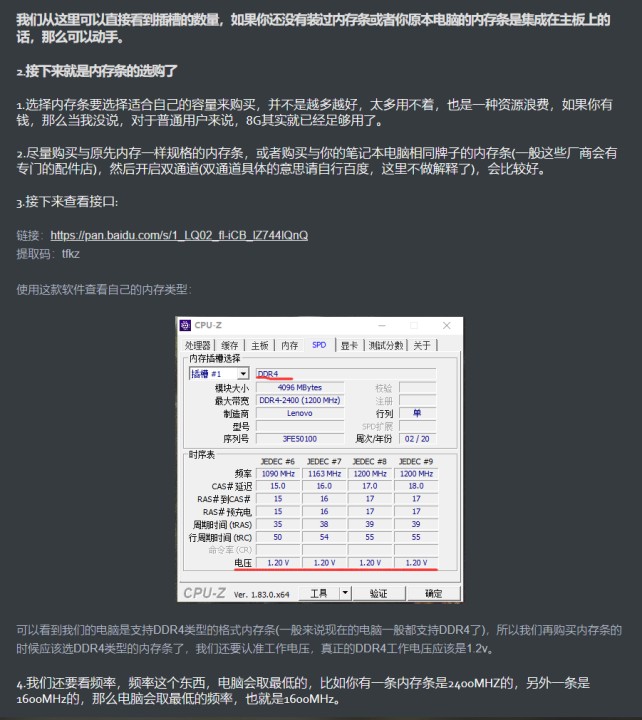 我们从这里可以直接看到插槽的数量，如果你还没有装过内存条或者你原本电脑的内存条是集成在主板上的
话，那么可以动手。
2.接下来就是内存条的选购了
1.选择内存条要选择适合自己的容量来购买，并不是越多越好，太多用不着，也是一种资源浪费，如果你有
钱，那么当我没说，对于普通用户来说，8G其实就已经足够用了。
2.尽量购买与原先内存一样规格的内存条，或者购买与你的笔记本电脑相同牌子的内存条(一般这些厂商会有
专门的配件店)，然后开启双通道(双通道具体的意思请自行百度，这里不做解释了)，会比较好。
3.接下来查看接口:
链接：https://pan.baidu.com/s/1_LQ02_fl-iCB_lZ744lQnQ
提取码：tfkz
使用这款软件查看自己的内存类型：
CPU-Z
处理器 缓存 主板 内存 SPD 显卡 測試分數 关于
内存插槽选择
插槽 #1 DDR4
模块大小 4096 MBytes 校验
最大带宽 DDR4-2400 (1200 MHz) 注册
制造商 Lenovo 行列 单
型号 SPD扩展
序列号 3FE50100 周次/年份 02 / 20
时序表
JEDEC #6 JEDEC #7 JEDEC #8 JEDEC #9
频率 1090 MHz 1163 MHz 1200 MHz 1200 MHz
CAS# 延迟 15.0 16.0 17.0 18.0
RAS# 到CAS# 15 16 17 17
RAS# 预充电 15 16 17 17
周期时间 (tRAS) 35 38 39 39
行周期时间 (tRC) 50 54 55 55
命令率 (CR)
电压 1.20 V 1.20 V 1.20 V 1.20 V
CPU-Z Ver. 1.83.0.x64 工具 验证 确定
可以看到我们的电脑是支持DDR4类型的格式内存条(一般来说现在的电脑一般都支持DDR4了)，所以我们再购买内存条的
时候应该选DDR4类型的内存条了，我们还要认准工作电压，真正的DDR4工作电压应该是1.2v。
4.我们还要看频率，频率这个东西，电脑会取最低的，比如你有一条内存条是2400MHZ的，另外一条是
1600MHz的，那么电脑会取最低的频率，也就是1600MHz。